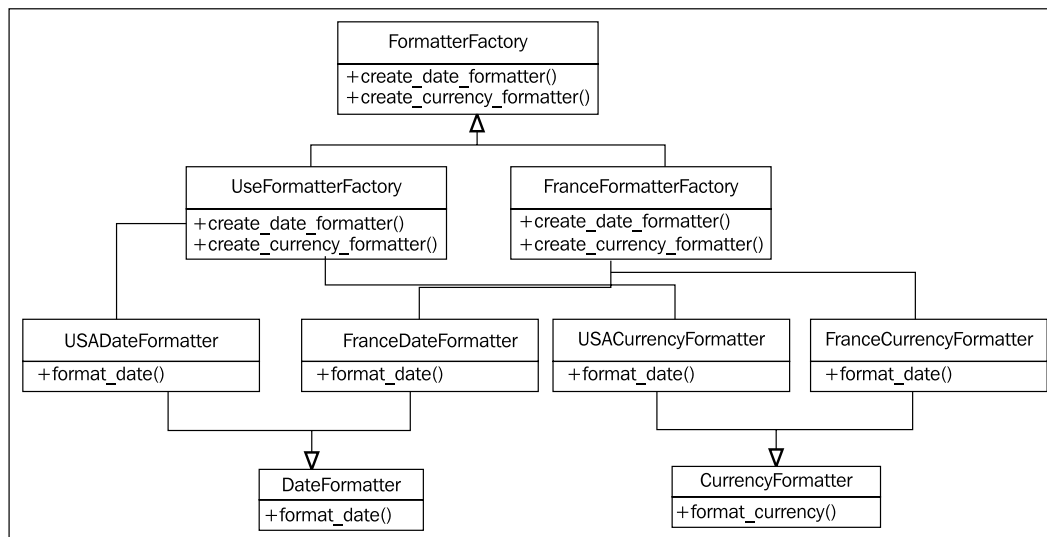 FormatterFactory
+create_date_formatter()
+create_currency_formatter()
UseFormatterFactory
+create_date_formatter()
+create_currency_formatter()
FranceFormatterFactory
+create_date_formatter()
+create_currency_formatter()
USADateFormatter
+format_date()
FranceDateFormatter
+format_date()
USACurrencyFormatter
+format_date()
FranceCurrencyFormatter
+format_date()
DateFormatter
+format_date()
CurrencyFormatter
+format_currency()